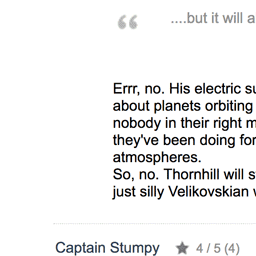 ....but it will a
Errr, no. His electric s
about planets orbiting
nobody in their right m
they've been doing for
atmospheres.
So, no. Thornhill will s
just silly Velikovskian
Captain Stumpy 4 / 5 (4)